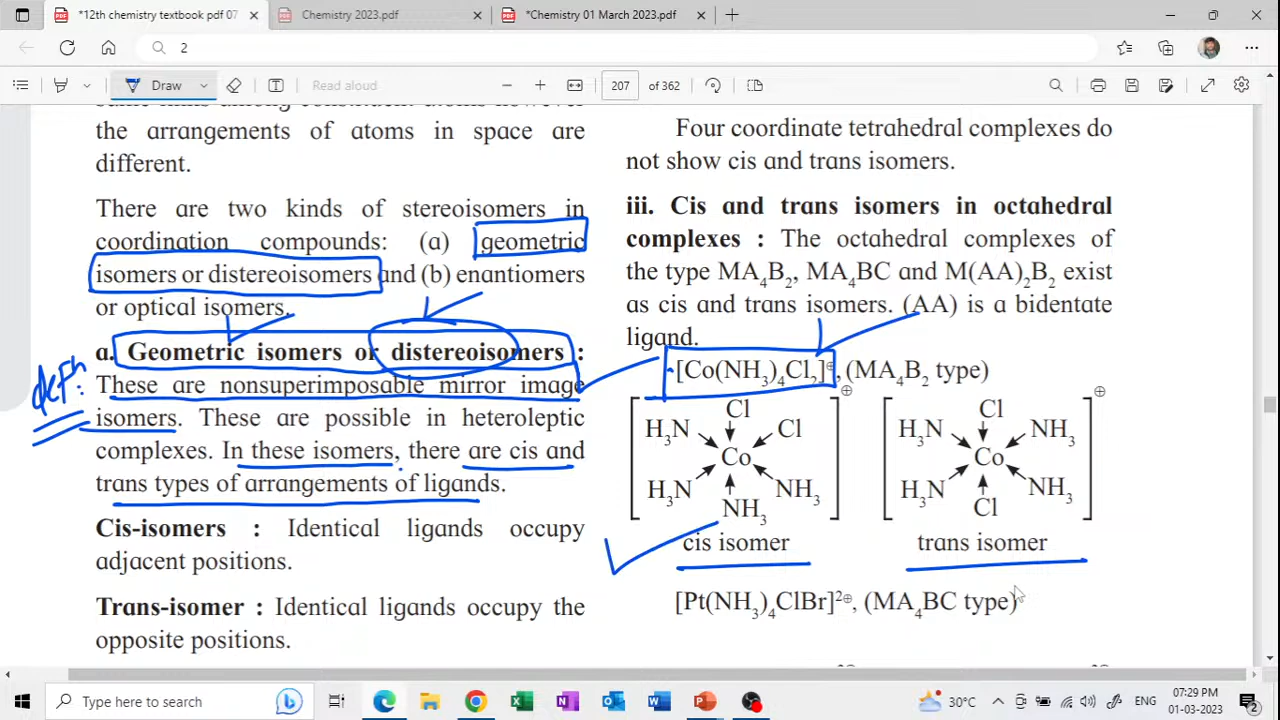 *12th chemistry textbook pdf 07
Chemistry 2023.pdf
*Chemistry 01 March 2023.pdf
2
Draw
Read aloud
207 of 362
the arrangements of atoms in space are
different.
There are two kinds of stereoisomers in
coordination compounds: (a) geometric
isomers or distereoisomers and (b) enantiomers
or optical isomers.
a. Geometric isomers or distereoisomers :
defn:
These are nonsuperimposable mirror image
isomers. These are possible in heteroleptic
complexes. In these isomers, there are cis and
trans types of arrangements of ligands.
Cis-isomers : Identical ligands occupy
adjacent positions.
Trans-isomer : Identical ligands occupy the
opposite positions.
Four coordinate tetrahedral complexes do
not show cis and trans isomers.
iii. Cis and trans isomers in octahedral
complexes : The octahedral complexes of
the type MA₄B₂, MA₄BC and M(AA)₂B₂ exist
as cis and trans isomers. (AA) is a bidentate
ligand.
[Co(NH₃)₄Cl₂]⊕, (MA₄B₂ type)
Cl
H₃N Cl
Co
H₃N NH₃
NH₃
⊕
cis isomer
Cl
H₃N NH₃
Co
H₃N NH₃
Cl
⊕
trans isomer
[Pt(NH₃)₄ClBr]²⊕, (MA₄BC type)
Type here to search
30°C
ENG
07:29 PM
01-03-2023
2